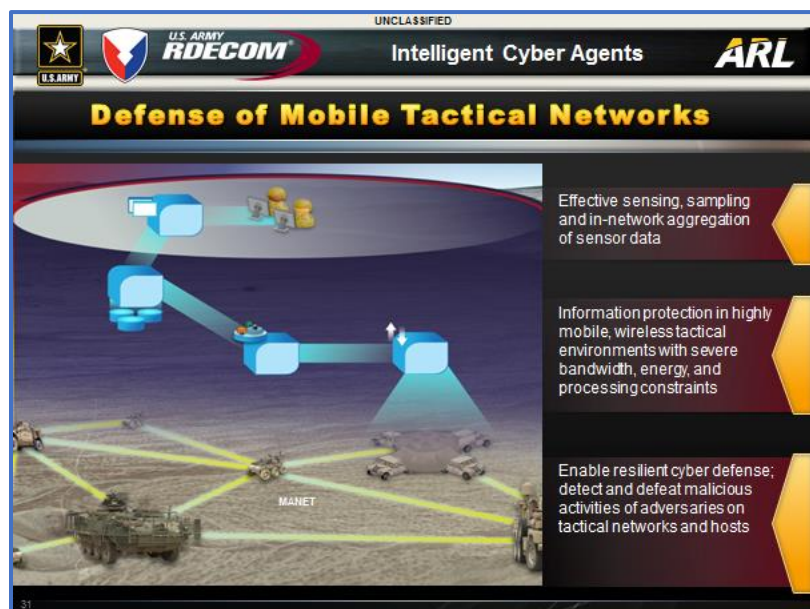 UNCLASSIFIED
U.S. ARMY
U.S. ARMY
RDECOM®
Intelligent Cyber Agents
ARL
Defense of Mobile Tactical Networks
Effective sensing, sampling
and in-network aggregation
of sensor data
Information protection in highly
mobile, wireless tactical
environments with severe
bandwidth, energy, and
processing constraints
MANET
Enable resilient cyber defense;
detect and defeat malicious
activities of adversaries on
tactical networks and hosts
31